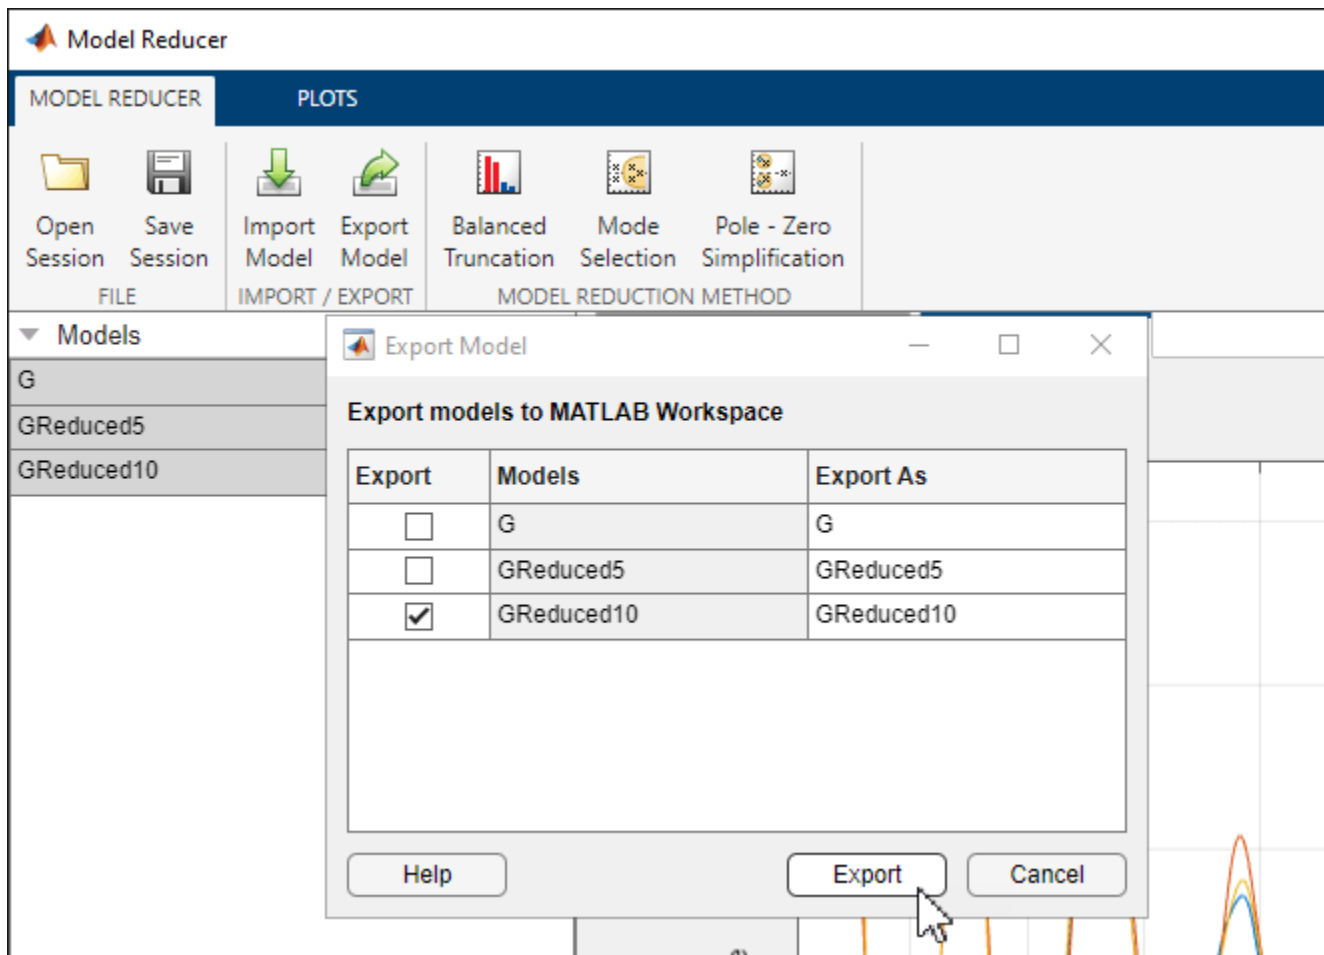 Model Reducer
MODEL REDUCER PLOTS
Open Session
Save Session
Import Model
Export Model
Balanced Truncation
Mode Selection
Pole - Zero Simplification
FILE
IMPORT / EXPORT
MODEL REDUCTION METHOD
Models
G
GReduced5
GReduced10
Export Model
Export models to MATLAB Workspace
Export Models Export As
G G
GReduced5 GReduced5
GReduced10 GReduced10
Help Export Cancel